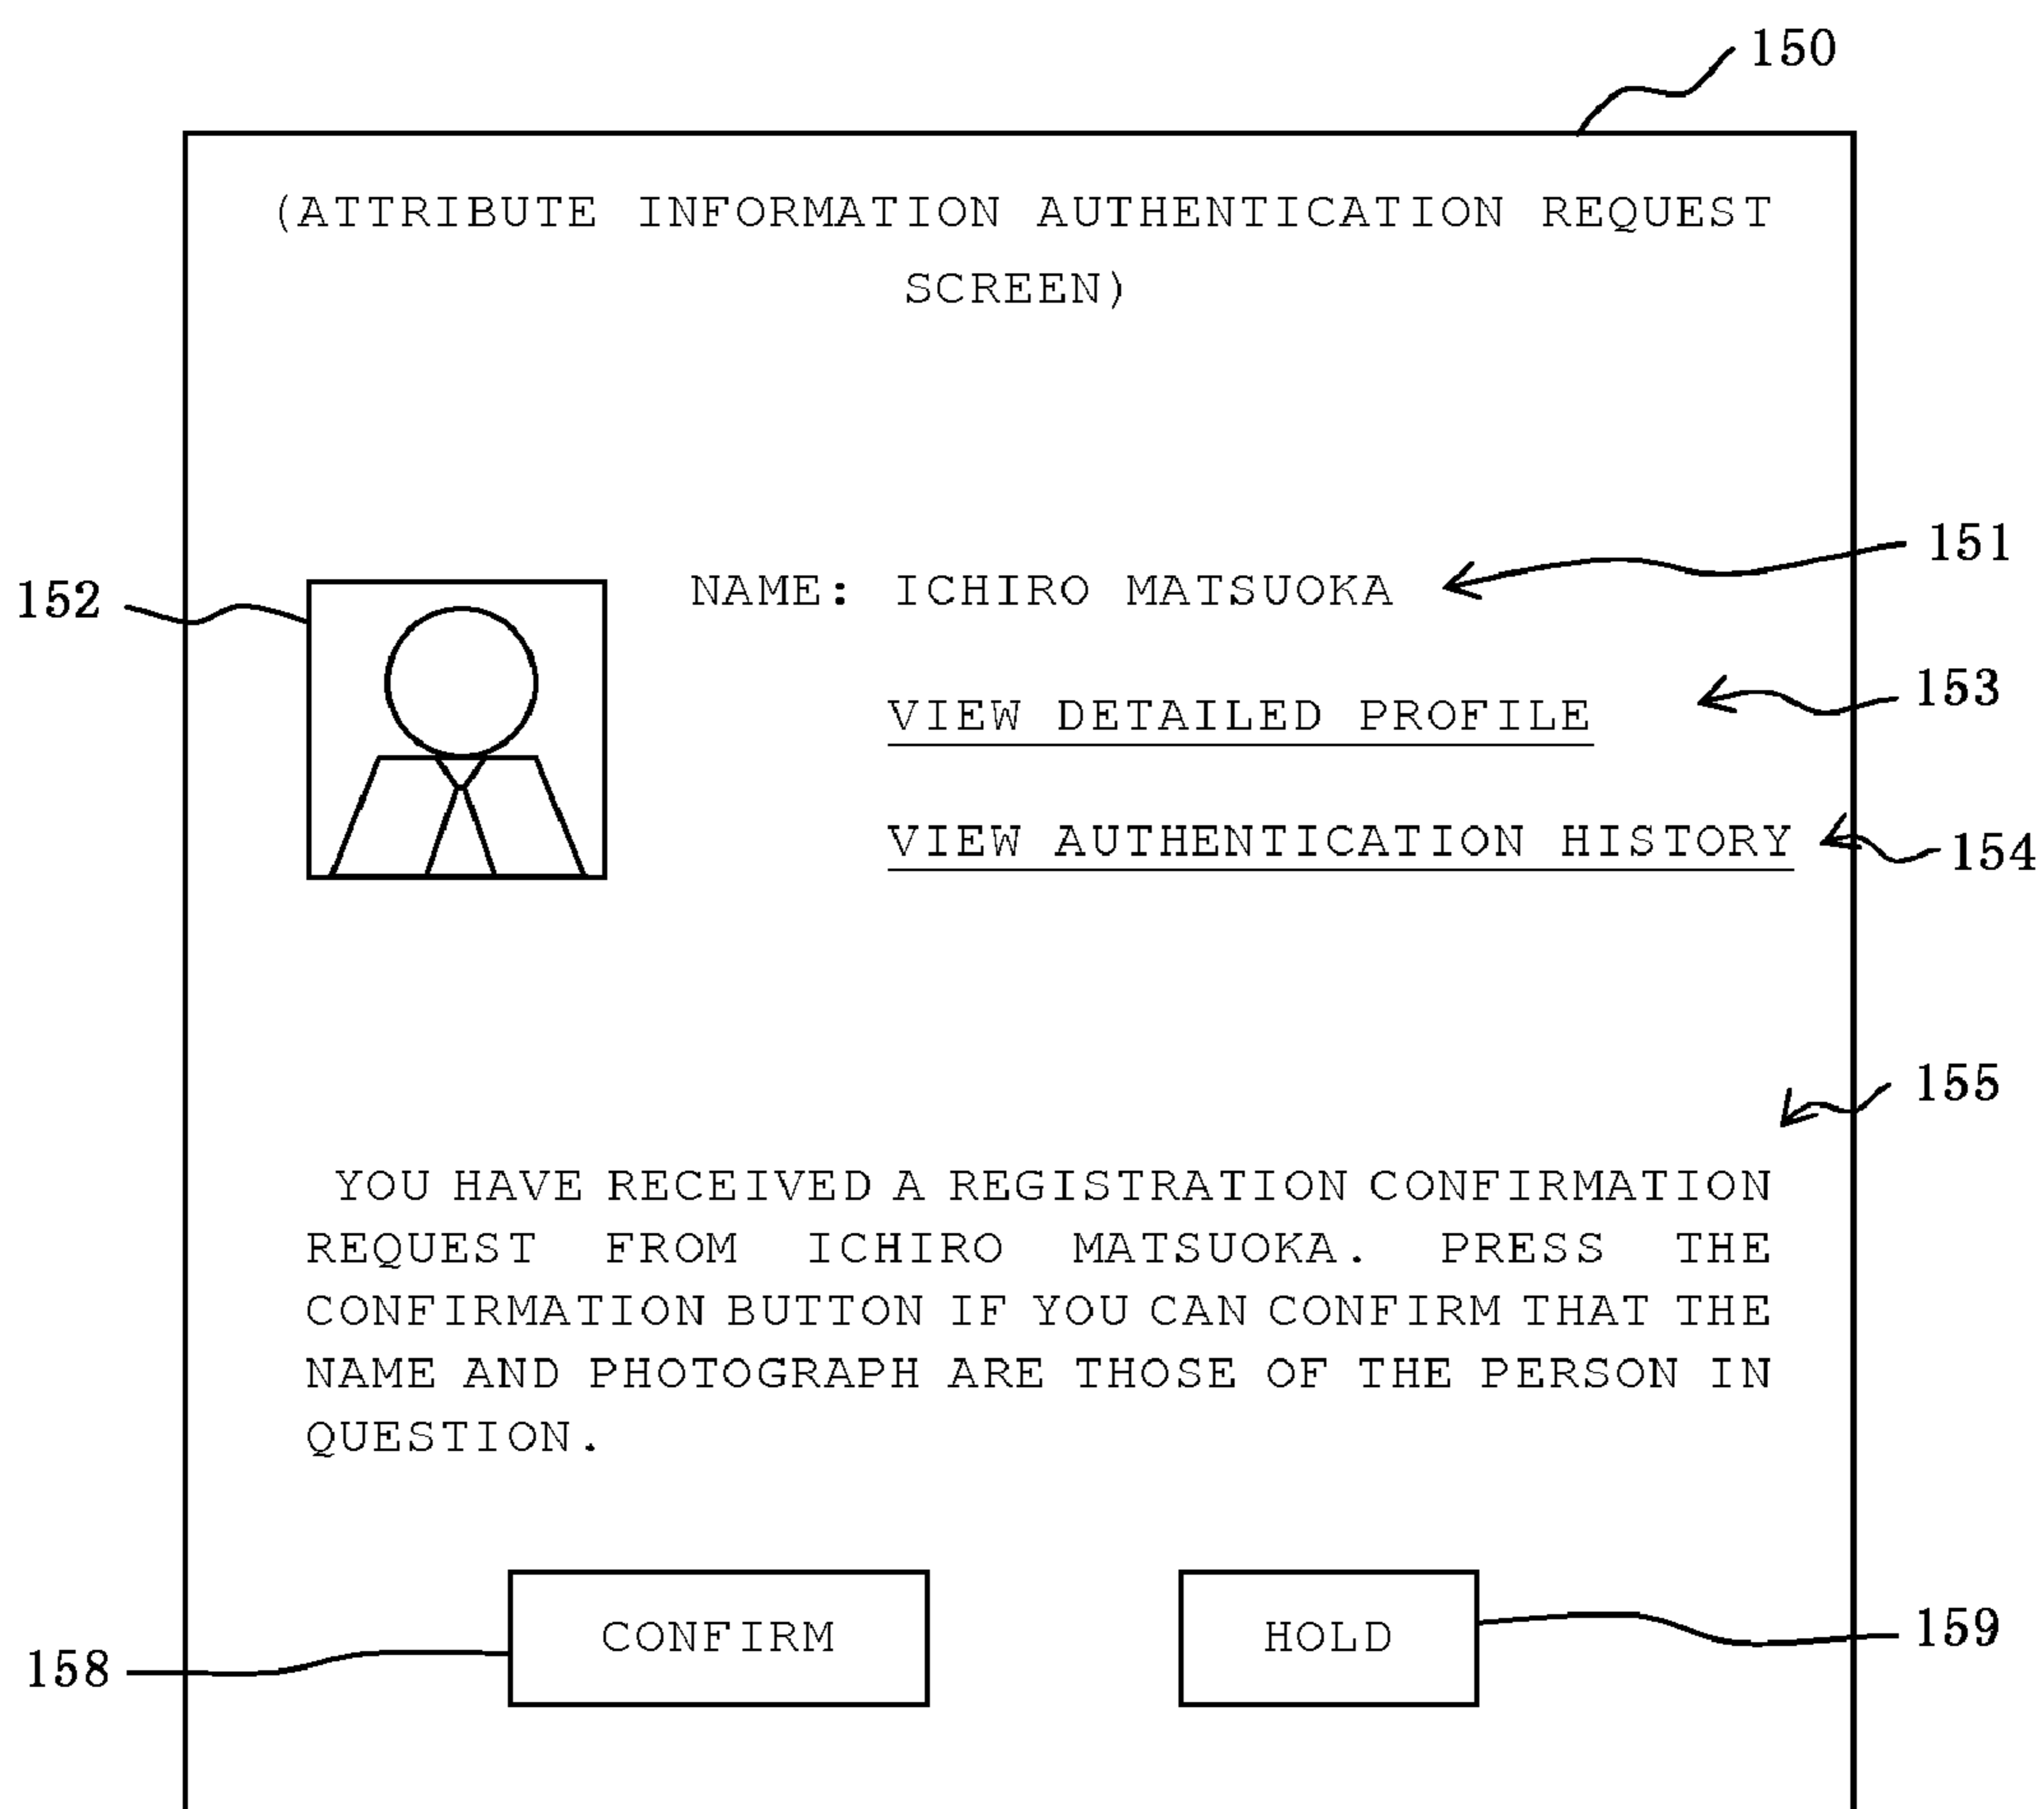 150
(ATTRIBUTE INFORMATION AUTHENTICATION REQUEST
SCREEN)
151
152
NAME: ICHIRO MATSUOKA
153
VIEW DETAILED PROFILE
VIEW AUTHENTICATION HISTORY
154
155
YOU HAVE RECEIVED A REGISTRATION CONFIRMATION
REQUEST FROM ICHIRO MATSUOKA. PRESS THE
CONFIRMATION BUTTON IF YOU CAN CONFIRM THAT THE
NAME AND PHOTOGRAPH ARE THOSE OF THE PERSON IN
QUESTION.
CONFIRM
HOLD
159
158